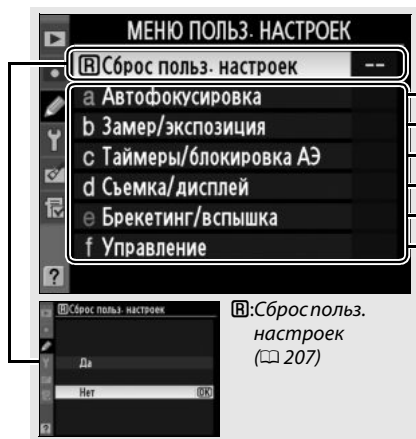 МЕНЮ ПОЛЬЗ. НАСТРОЕК
R Сброс польз. настроек --
a Автофокусировка
b Замер/экспозиция
c Таймеры/блокировка АЭ
d Съемка/дисплей
e Брекетинг/вспышка
f Управление
?
R Сброс польз. настроек
Да
Нет OK
?
R: Сброс польз.
настроек
(207)